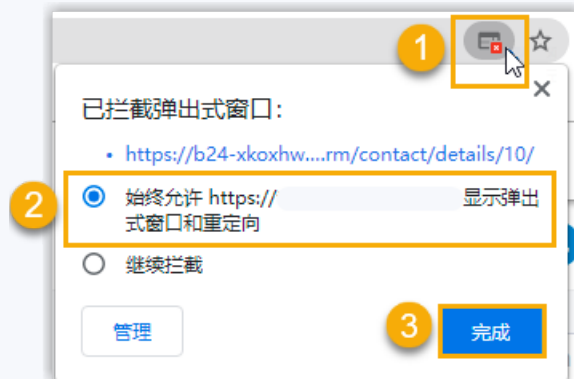 1
已拦截弹出式窗口：
• https://b24-xkoxhw....rm/contact/details/10/
2
始终允许 https:// 显示弹出
式窗口和重定向
继续拦截
管理
3
完成